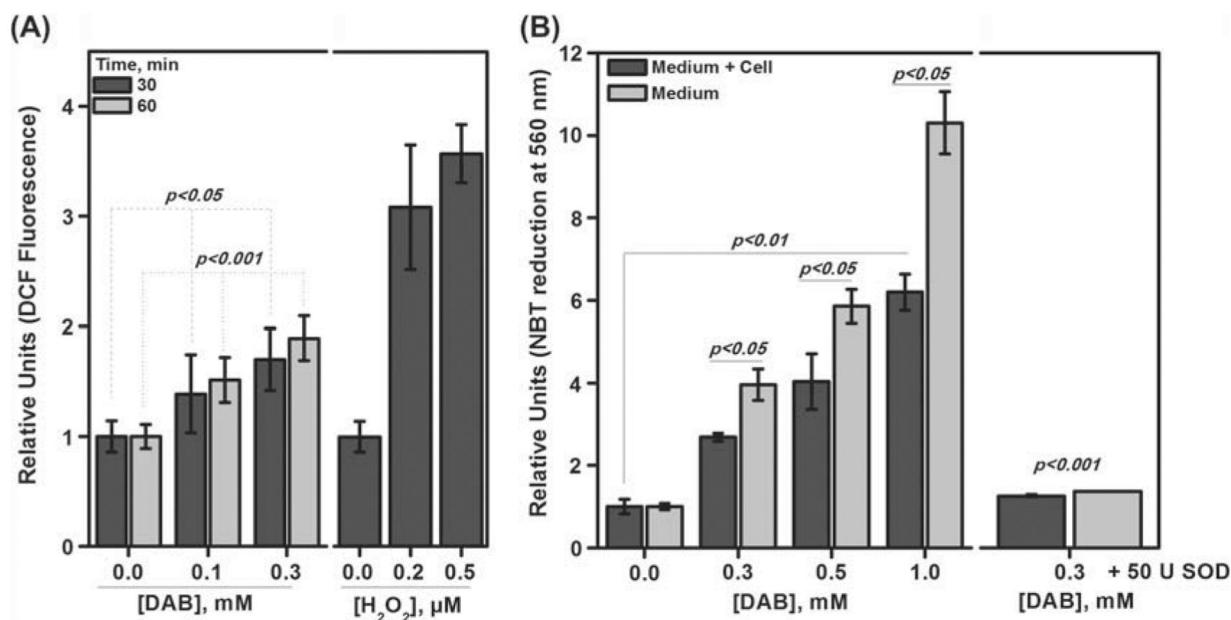 (A)
Relative Units (DCF Fluorescence)
4
3
2
1
0
Time, min
30
60
p<0.05
p<0.001
0.0 0.1 0.3
[DAB], mM
0.0 0.2 0.5
[H₂O₂], µM
(B)
Relative Units (NBT reduction at 560 nm)
12
10
8
6
4
2
0
Medium + Cell
Medium
p<0.05
p<0.01
p<0.05
p<0.05
p<0.001
0.0 0.3 0.5 1.0
[DAB], mM
0.3 + 50 U SOD
[DAB], mM